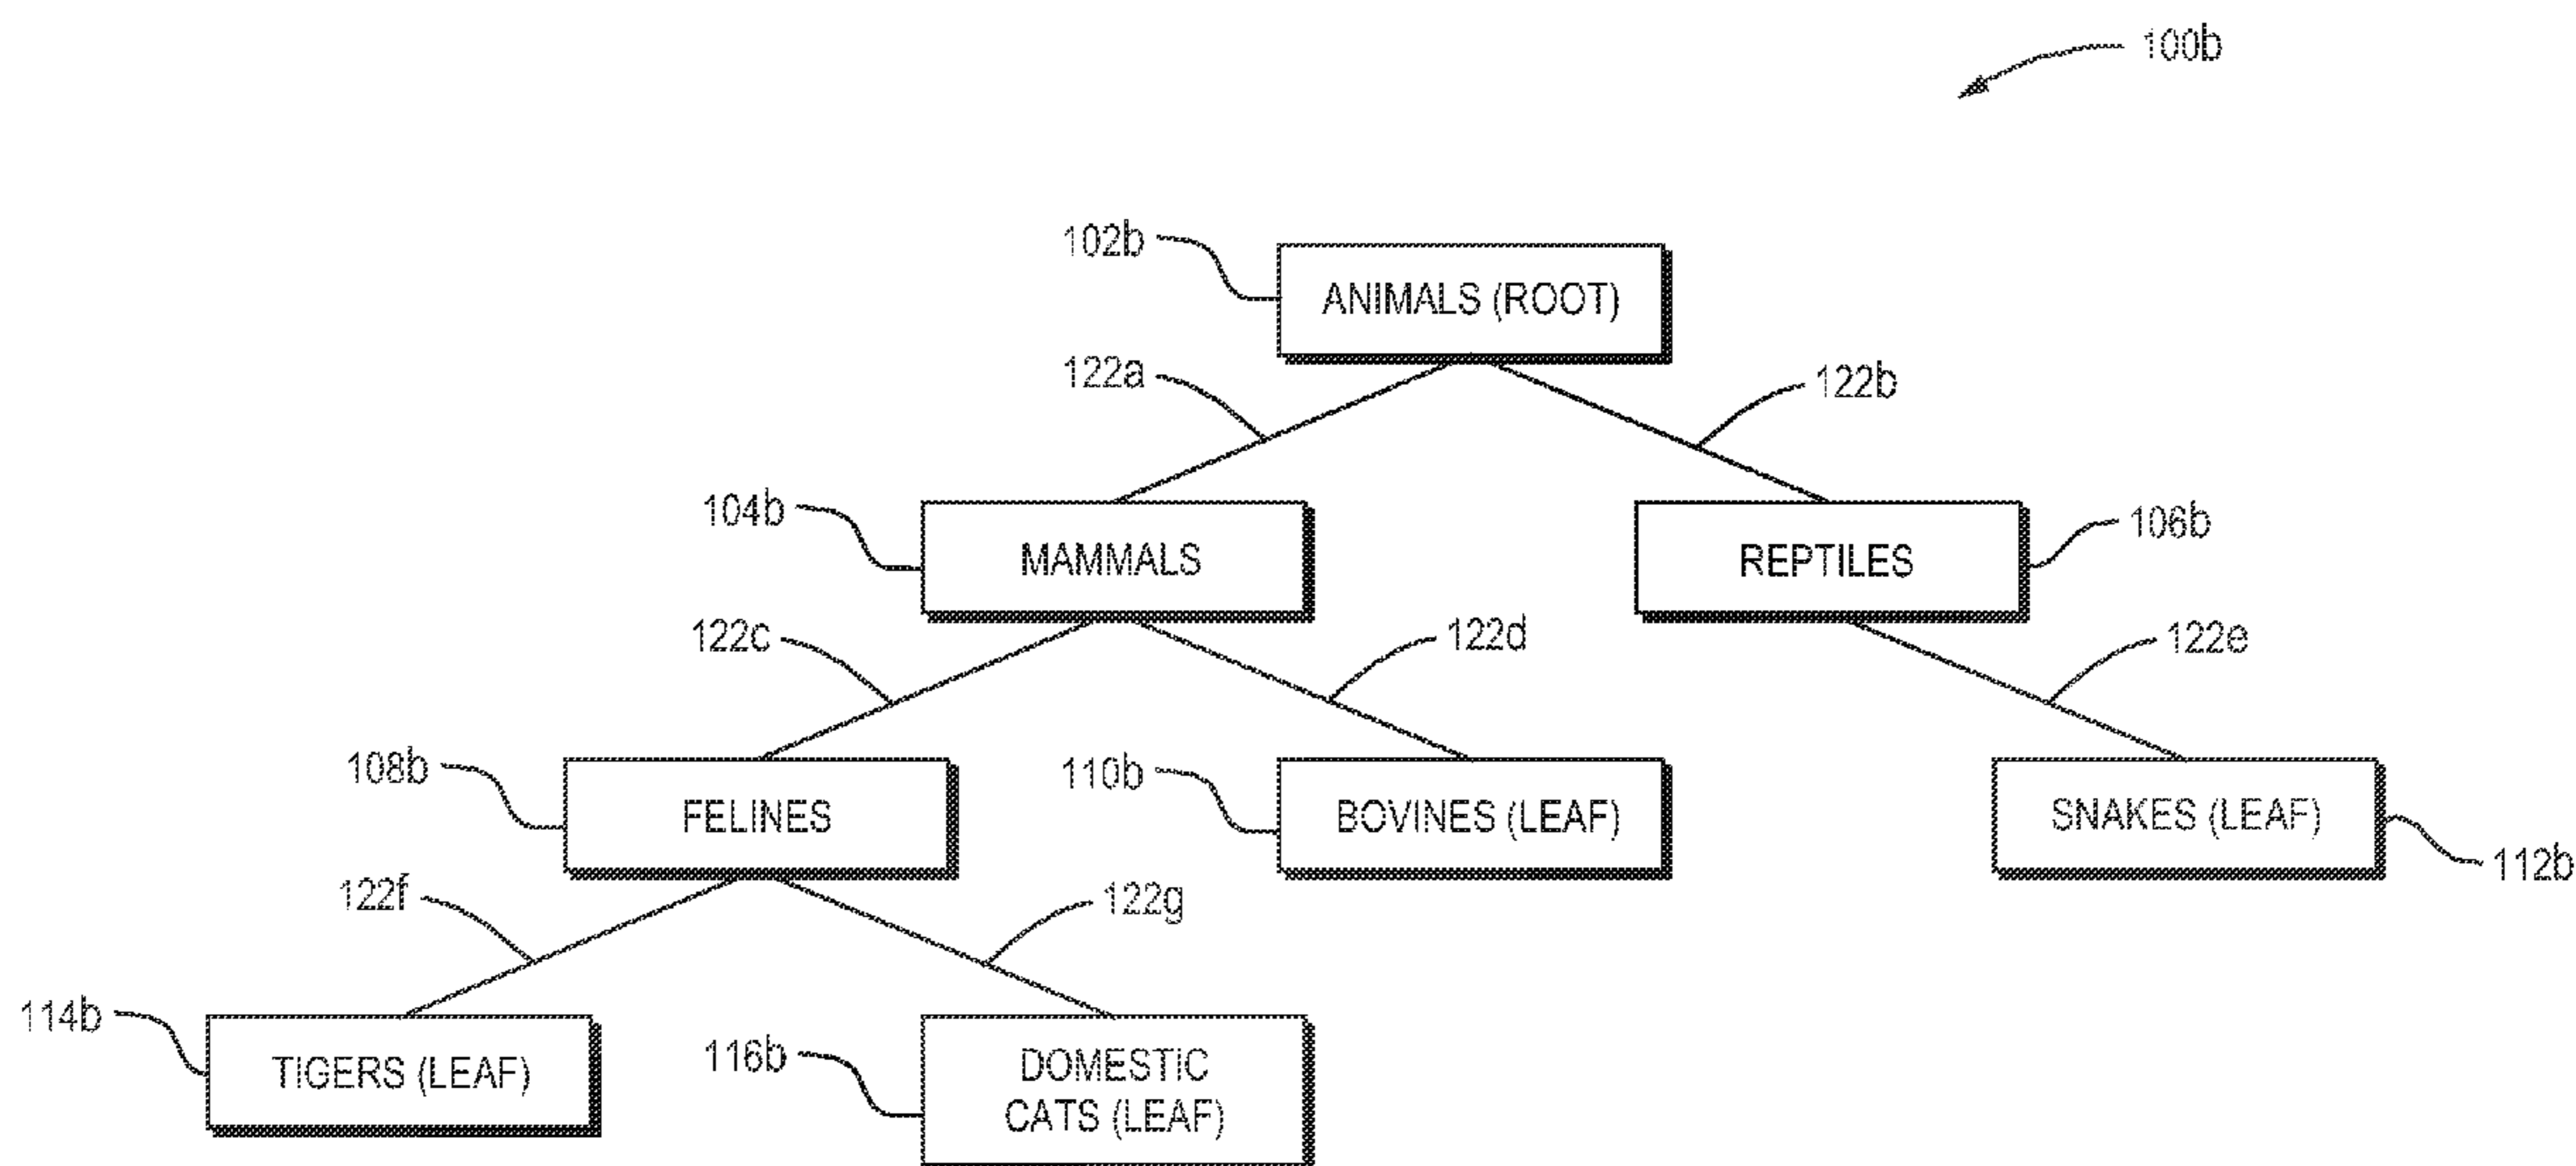 100b
102b
ANIMALS (ROOT)
122a
122b
104b
MAMMALS
REPTILES
106b
122c
122d
122e
108b
FELINES
110b
BOVINES (LEAF)
SNAKES (LEAF)
112b
122f
122g
114b
TIGERS (LEAF)
116b
DOMESTIC
CATS (LEAF)